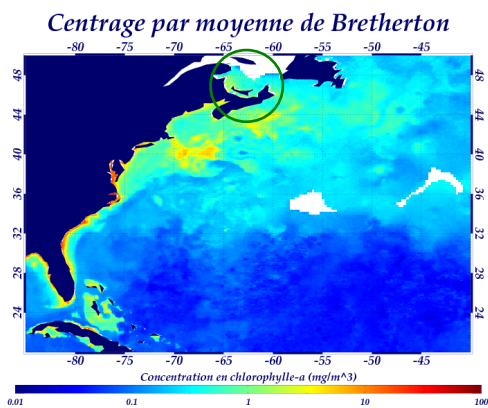 Centrage par moyenne de Bretherton
-80 -75 -70 -65 -60 -55 -50 -45
48 48
44 44
40 40
36 36
32 32
28 28
24 24
-80 -75 -70 -65 -60 -55 -50 -45
Concentration en chlorophylle-a (mg/m^3)
0.01 0.1 1 10 100